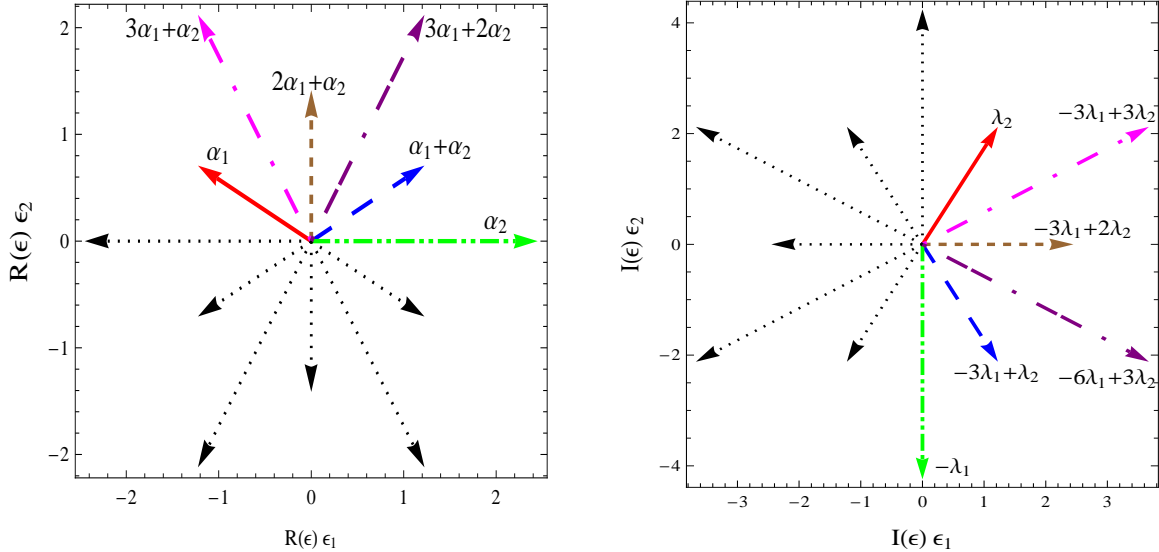 3α₁+α₂
3α₁+2α₂
2α₁+α₂
α₁
α₁+α₂
α₂
2
1
0
−1
−2
−2
−1
0
1
2
R(ϵ) ϵ₂
R(ϵ) ϵ₁
λ₂
−3λ₁+3λ₂
−3λ₁+2λ₂
−3λ₁+λ₂
−6λ₁+3λ₂
−λ₁
4
2
0
−2
−4
−3
−2
−1
0
1
2
3
I(ϵ) ϵ₂
I(ϵ) ϵ₁